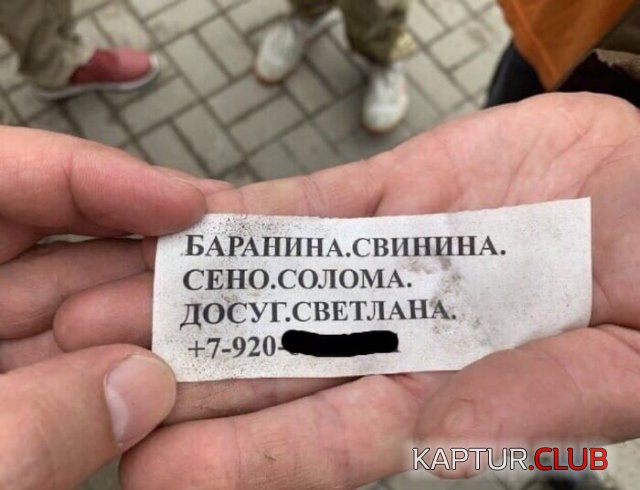 БАРАНИНА.СВИНИНА.
СЕНО.СОЛОМА.
ДОСУГ.СВЕТЛАНА.
+7-920-
KAPTUR.CLUB